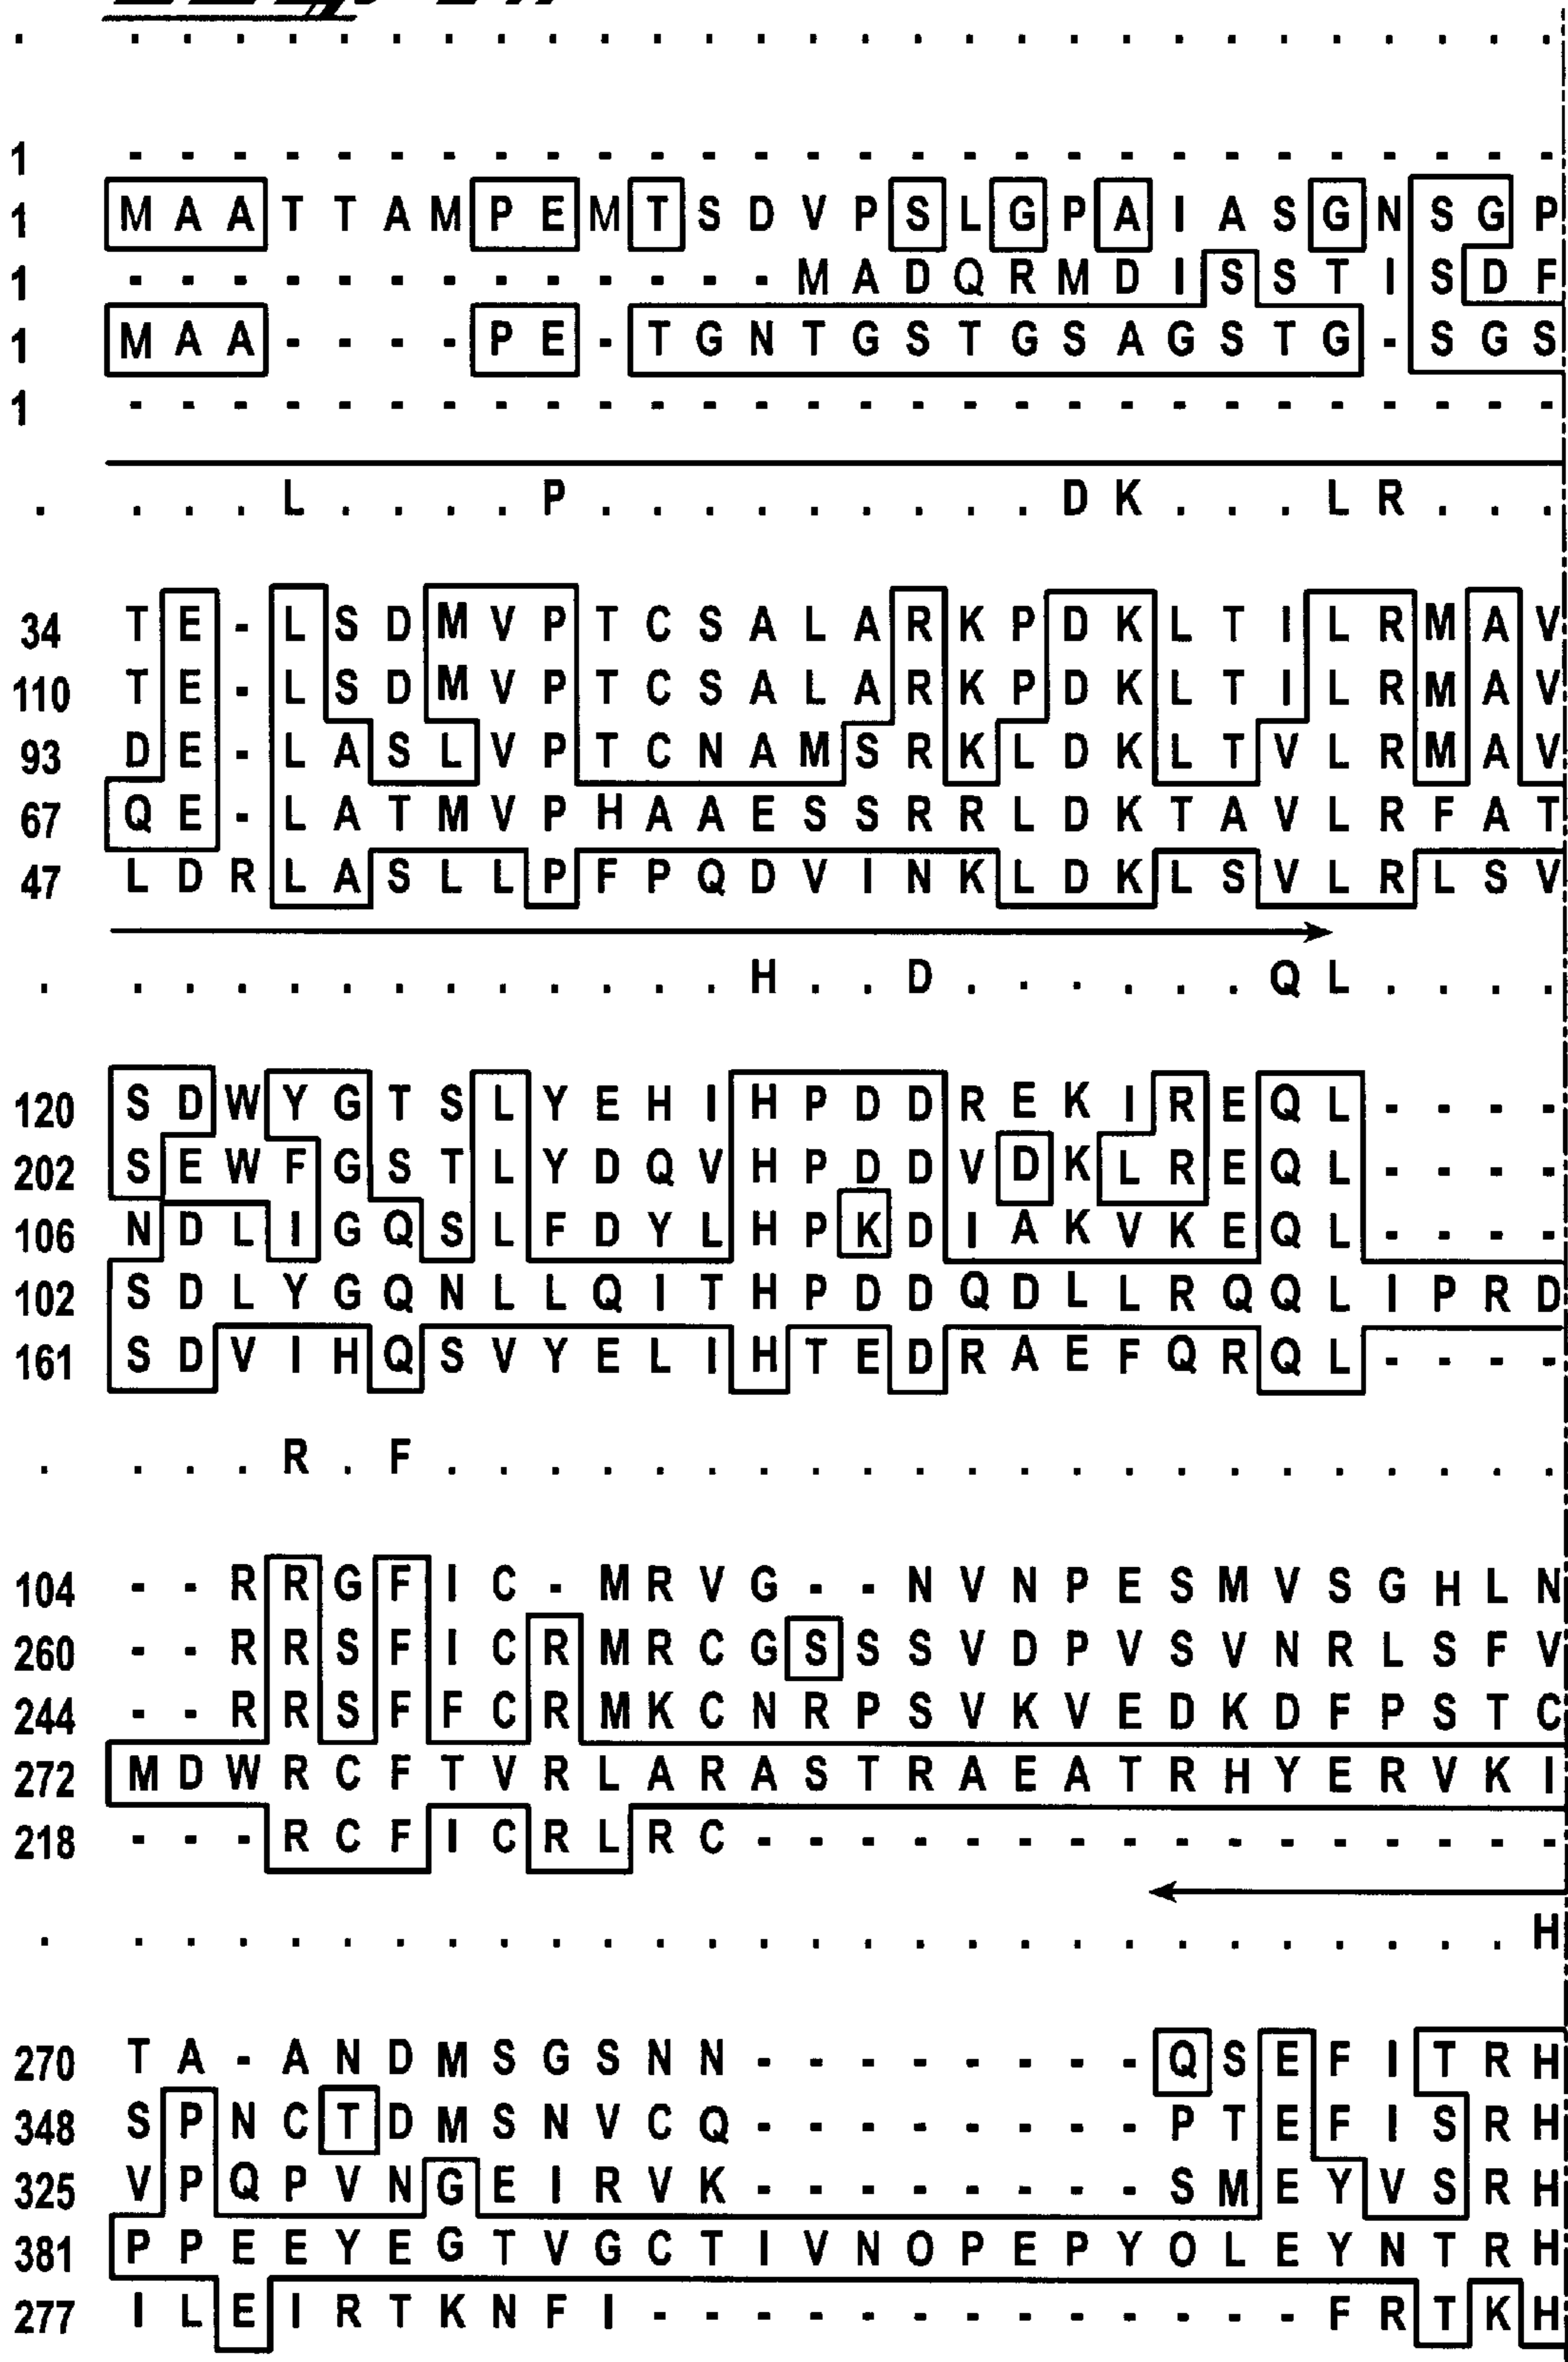 . . . . . . . . . . . . . . . . . . . . . . . . . . . . .
1 - - - - - - - - - - - - - - - - - - - - - - - - - - - -
1 M A A T T A M P E M T S D V P S L G P A I A S G N S G P
1 - - - - - - - - - - - - - M A D Q R M D I S S T I S D F
1 M A A - - - - P E - T G N T G S T G S A G S T G - S G S
1 - - - - - - - - - - - - - - - - - - - - - - - - - - - -
. . . . L . . . . P . . . . . . . . . D K . . . L R . . .
34 T E - L S D M V P T C S A L A R K P D K L T I L R M A V
110 T E - L S D M V P T C S A L A R K P D K L T I L R M A V
93 D E - L A S L V P T C N A M S R K L D K L T V L R M A V
67 Q E - L A T M V P H A A E S S R R L D K T A V L R F A T
47 L D R L A S L L P F P Q D V I N K L D K L S V L R L S V
. . . . . . . . . . . . . H . . D . . . . . . Q L . . . .
120 S D W Y G T S L Y E H I H P D D R E K I R E Q L - - - -
202 S E W F G S T L Y D Q V H P D D V D K L R E Q L - - - -
106 N D L I G Q S L F D Y L H P K D I A K V K E Q L - - - -
102 S D L Y G Q N L L Q I T H P D D Q D L L R Q Q L I P R D
161 S D V I H Q S V Y E L I H T E D R A E F Q R Q L - - - -
. . . . R . F . . . . . . . . . . . . . . . . . . . . . .
104 - - R R G F I C - M R V G - - N V N P E S M V S G H L N
260 - - R R S F I C R M R C G S S S V D P V S V N R L S F V
244 - - R R S F F C R M K C N R P S V K V E D K D F P S T C
272 M D W R C F T V R L A R A S T R A E A T R H Y E R V K I
218 - - - R C F I C R L R C - - - - - - - - - - - - - - - -
. . . . . . . . . . . . . . . . . . . . . . . . . . . . H
270 T A - A N D M S G S N N - - - - - - - - Q S E F I T R H
348 S P N C T D M S N V C Q - - - - - - - - P T E F I S R H
325 V P Q P V N G E I R V K - - - - - - - - S M E Y V S R H
381 P P E E Y E G T V G C T I V N O P E P Y O L E Y N T R H
277 I L E I R T K N F I - - - - - - - - - - - - - F R T K H